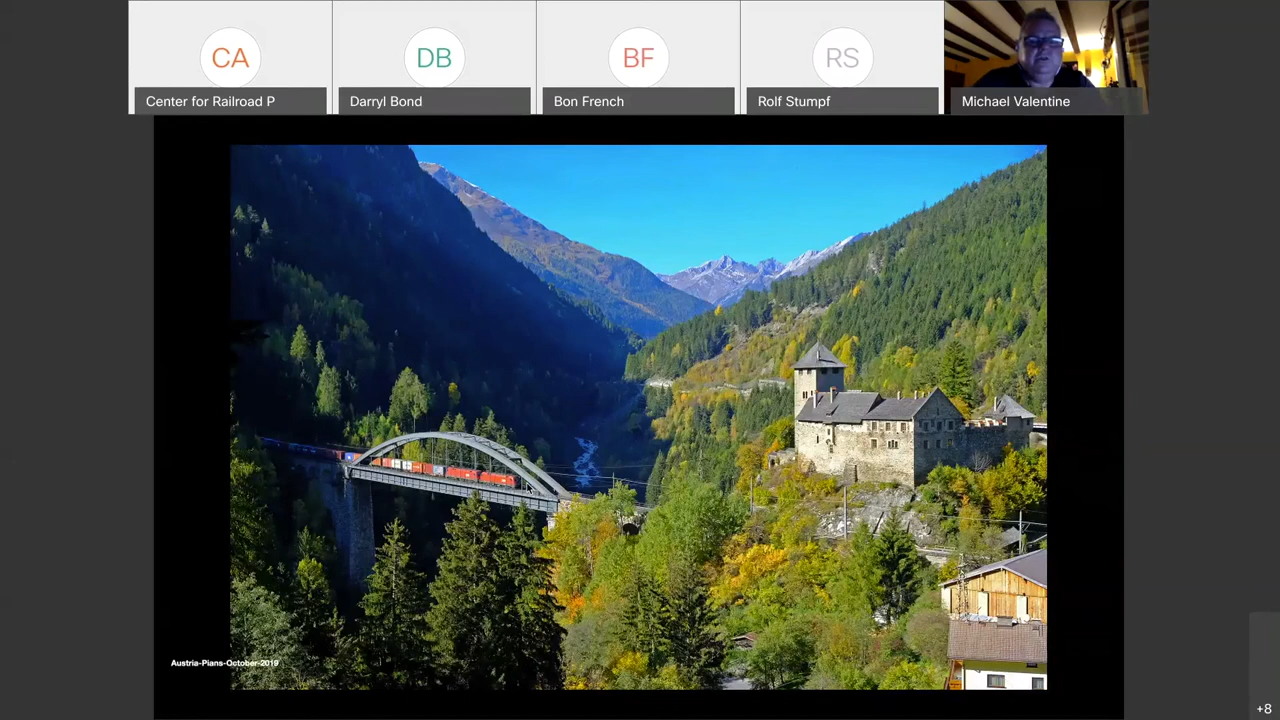 CA
DB
BF
RS
Center for Railroad P
Darryl Bond
Bon French
Rolf Stumpf
Michael Valentine
Austria-Pians-October-2019
+8